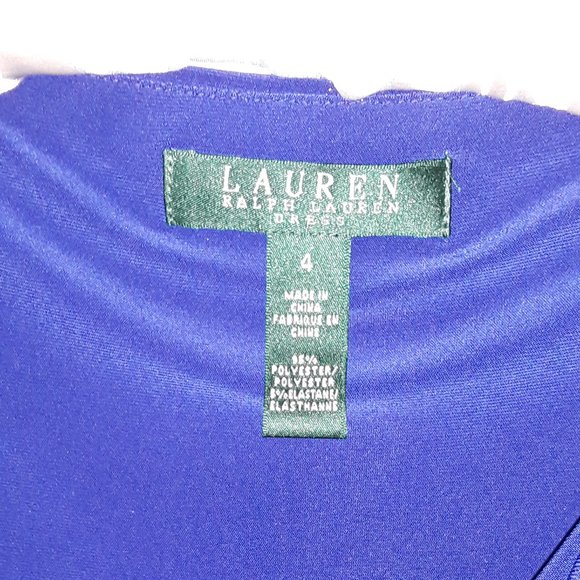 LAUREN
RALPH LAUREN
DRESS
4
MADE IN
CHINA
FABRIQUE EN
CHINE
95%
POLYESTER/
POLYESTER
5%ELASTANE/
ELASTHANNE